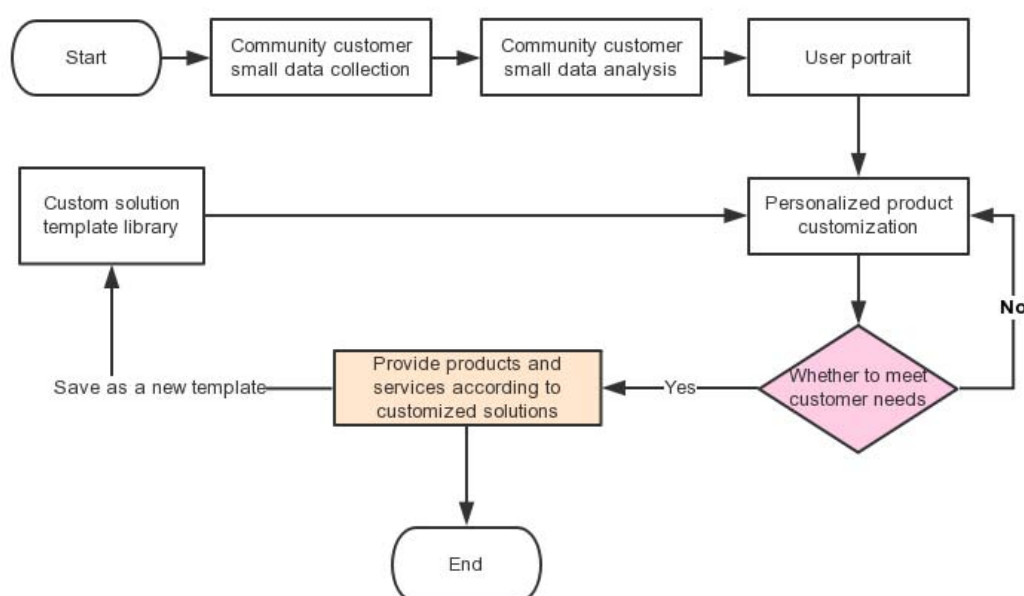 Start
Community customer
small data collection
Community customer
small data analysis
User portrait
Custom solution
template library
Personalized product
customization
No
Whether to meet
customer needs
Yes
Provide products and
services according to
customized solutions
Save as a new template
End